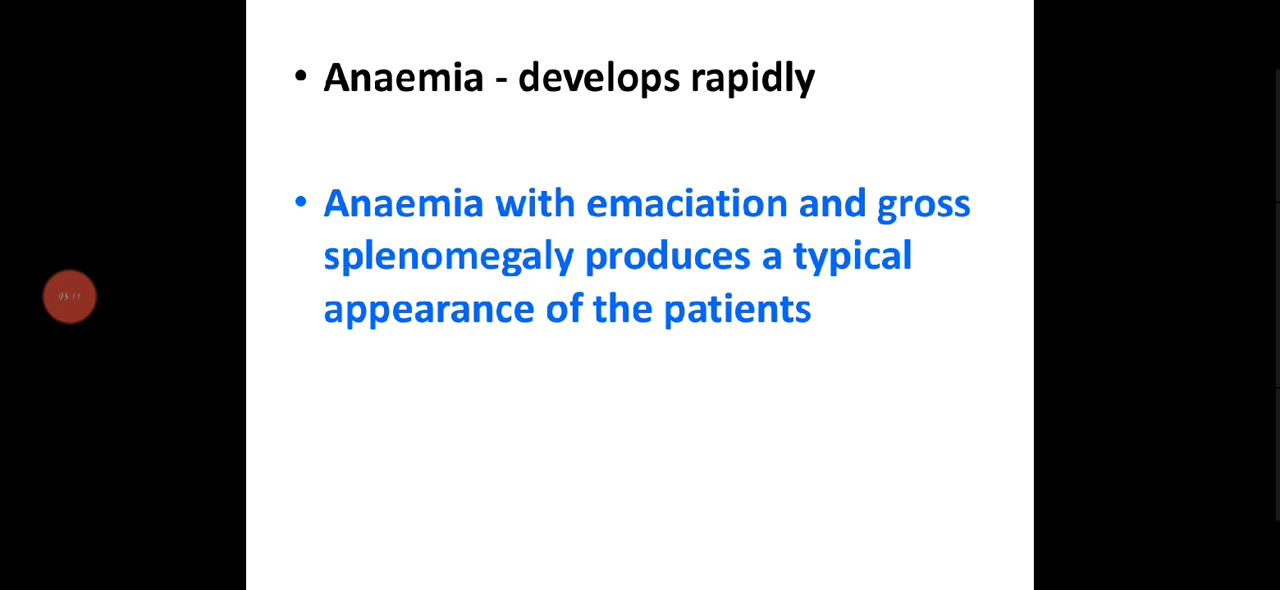 • Anaemia - develops rapidly
• Anaemia with emaciation and gross
splenomegaly produces a typical
appearance of the patients